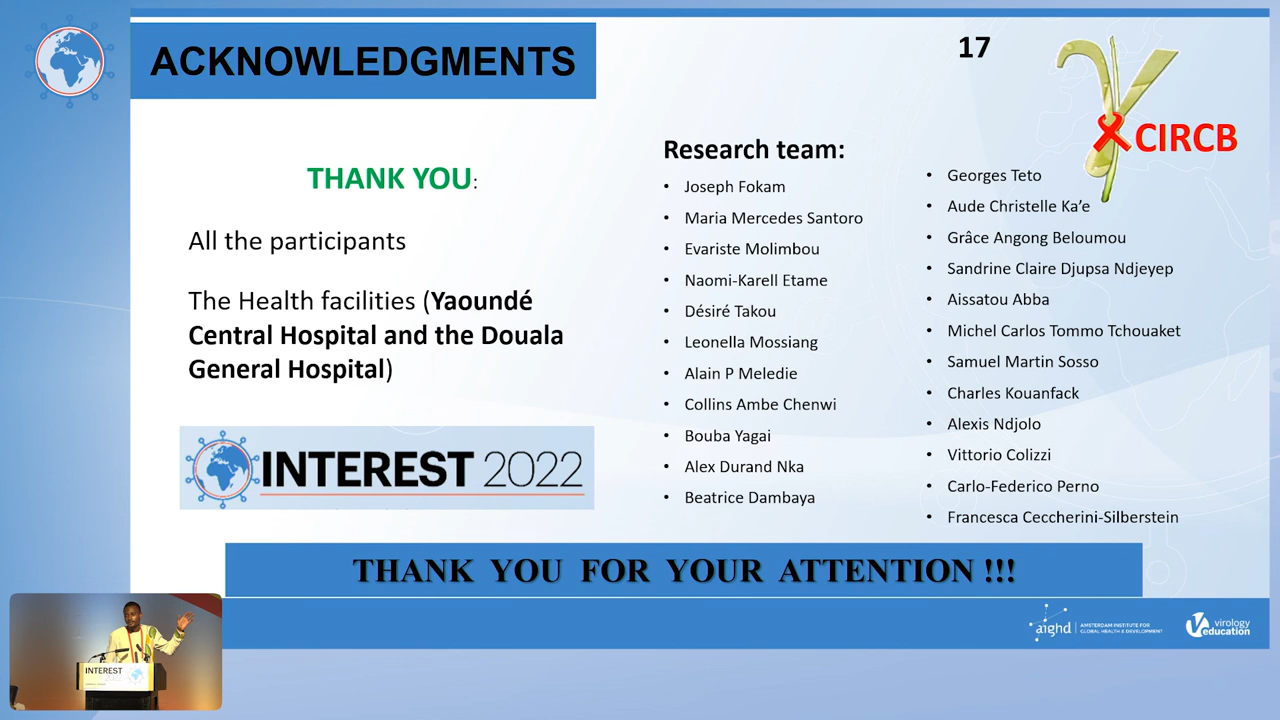 ACKNOWLEDGMENTS
17
CIRCB
THANK YOU:
All the participants
The Health facilities (Yaoundé
Central Hospital and the Douala
General Hospital)
INTEREST 2022
Research team:
• Joseph Fokam
• Maria Mercedes Santoro
• Evariste Molimbou
• Naomi-Karell Etame
• Désiré Takou
• Leonella Mossiang
• Alain P Meledie
• Collins Ambe Chenwi
• Bouba Yagai
• Alex Durand Nka
• Beatrice Dambaya
• Georges Teto
• Aude Christelle Ka’e
• Grâce Angong Beloumou
• Sandrine Claire Djupsa Ndjeyep
• Aissatou Abba
• Michel Carlos Tommo Tchouaket
• Samuel Martin Sosso
• Charles Kouanfack
• Alexis Ndjolo
• Vittorio Colizzi
• Carlo-Federico Perno
• Francesca Ceccherini-Silberstein
THANK YOU FOR YOUR ATTENTION !!!
INTEREST
aighd
AMSTERDAM INSTITUTE FOR
GLOBAL HEALTH & DEVELOPMENT
virology
education